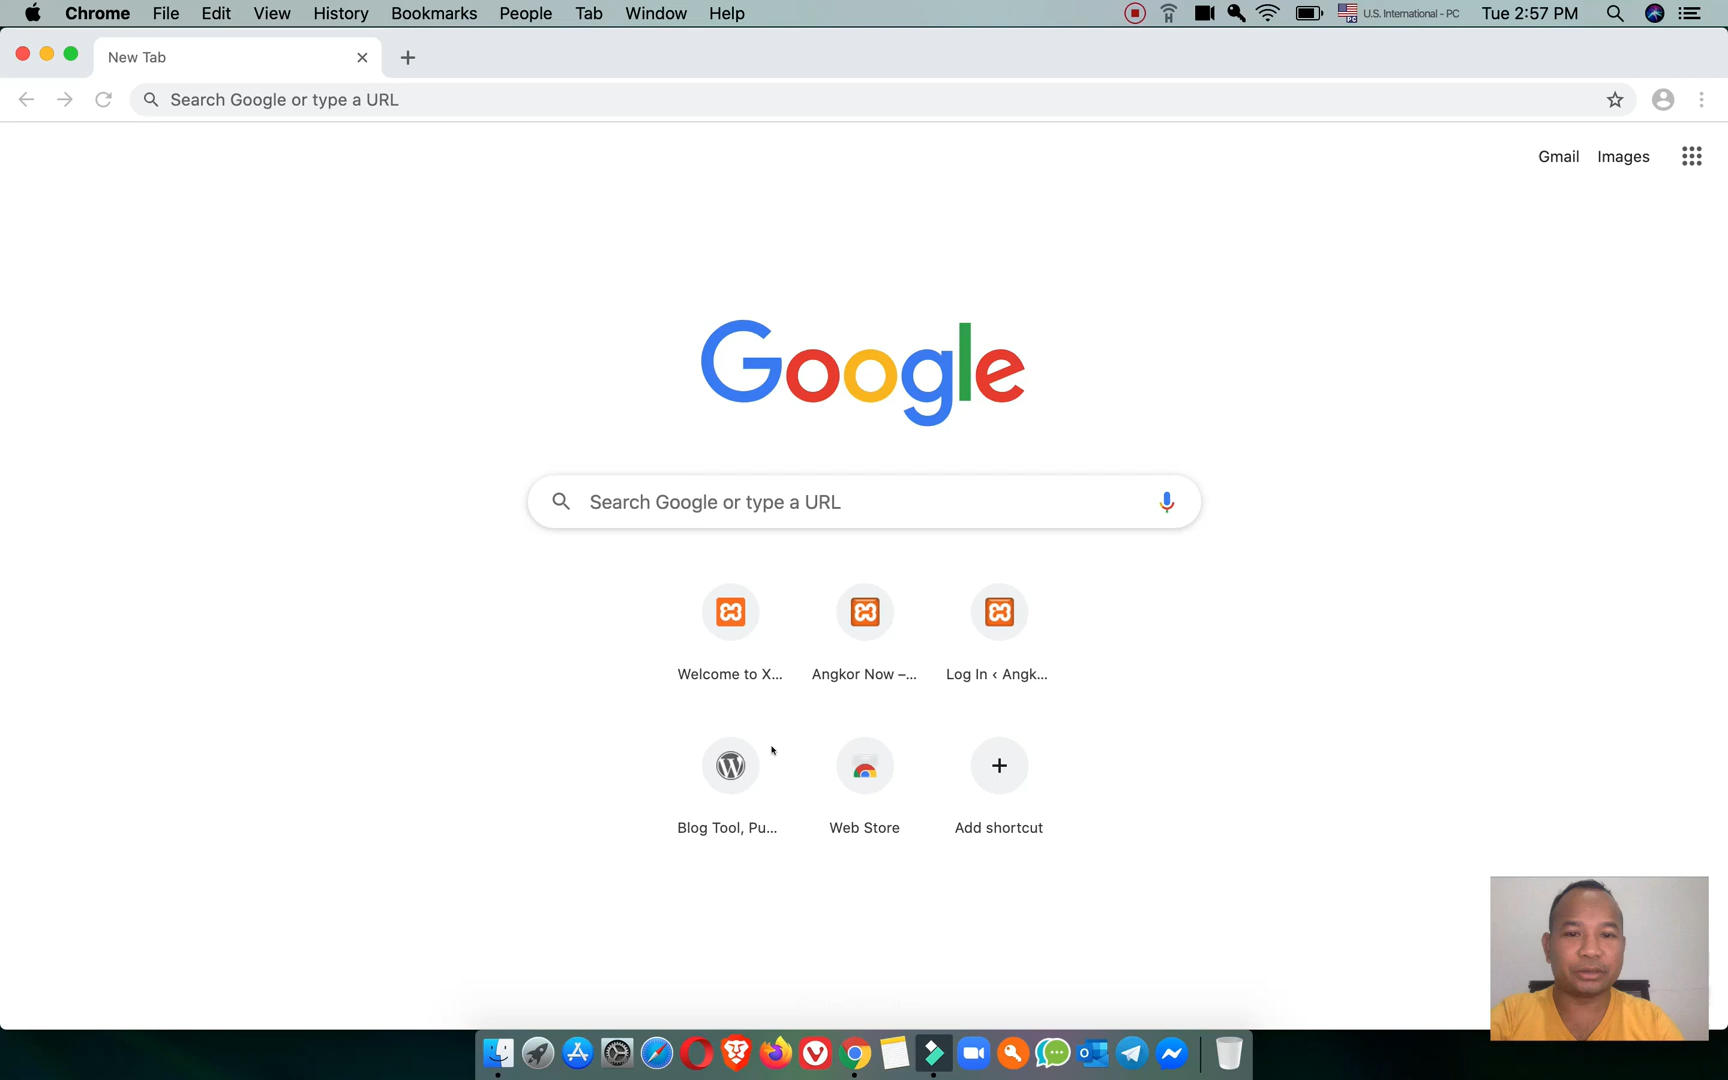 Chrome File Edit View History Bookmarks People Tab Window Help U.S. International - PC Tue 2:57 PM
New Tab
Search Google or type a URL
Gmail Images
Google
Search Google or type a URL
Welcome to X... Angkor Now –... Log In ‹ Angk...
Blog Tool, Pu... Web Store Add shortcut